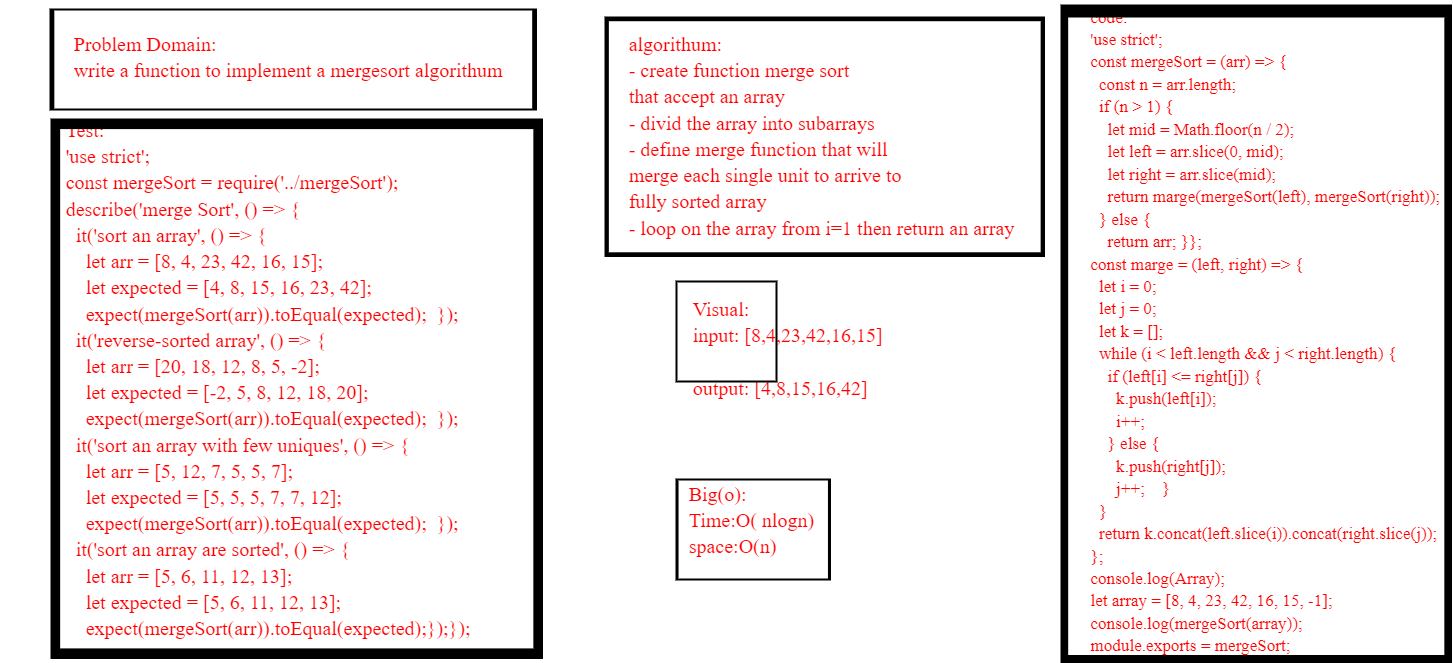 Problem Domain:
write a function to implement a mergesort algorithum
Test:
'use strict';
const mergeSort = require('../mergeSort');
describe('merge Sort', () => {
it('sort an array', () => {
let arr = [8, 4, 23, 42, 16, 15];
let expected = [4, 8, 15, 16, 23, 42];
expect(mergeSort(arr)).toEqual(expected);  });
it('reverse-sorted array', () => {
let arr = [20, 18, 12, 8, 5, -2];
let expected = [-2, 5, 8, 12, 18, 20];
expect(mergeSort(arr)).toEqual(expected);  });
it('sort an array with few uniques', () => {
let arr = [5, 12, 7, 5, 5, 7];
let expected = [5, 5, 5, 7, 7, 12];
expect(mergeSort(arr)).toEqual(expected);  });
it('sort an array are sorted', () => {
let arr = [5, 6, 11, 12, 13];
let expected = [5, 6, 11, 12, 13];
expect(mergeSort(arr)).toEqual(expected);});});
algorithum:
- create function merge sort
that accept an array
- divid the array into subarrays
- define merge function that will
merge each single unit to arrive to
fully sorted array
- loop on the array from i=1 then return an array
Visual:
input: [8,4,23,42,16,15]
output: [4,8,15,16,42]
Big(o):
Time:O( nlogn)
space:O(n)
code:
'use strict';
const mergeSort = (arr) => {
const n = arr.length;
if (n > 1) {
let mid = Math.floor(n / 2);
let left = arr.slice(0, mid);
let right = arr.slice(mid);
return marge(mergeSort(left), mergeSort(right));
} else {
return arr; }};
const marge = (left, right) => {
let i = 0;
let j = 0;
let k = [];
while (i < left.length && j < right.length) {
if (left[i] <= right[j]) {
k.push(left[i]);
i++;
} else {
k.push(right[j]);
j++;    }
}
return k.concat(left.slice(i)).concat(right.slice(j));
};
console.log(Array);
let array = [8, 4, 23, 42, 16, 15, -1];
console.log(mergeSort(array));
module.exports = mergeSort;